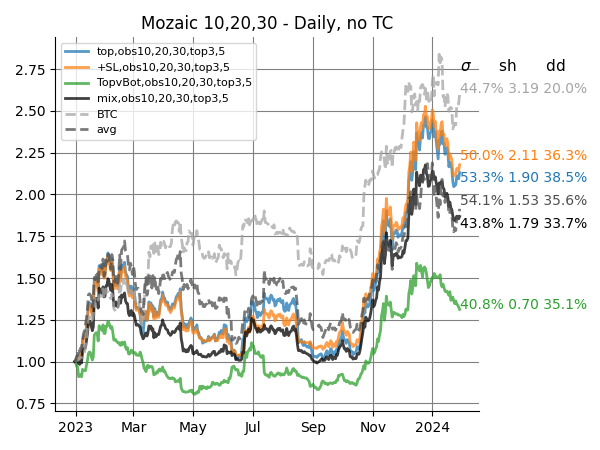 Mozaic 10,20,30 - Daily, no TC
top,obs10,20,30,top3,5
+SL,obs10,20,30,top3,5
TopvBot,obs10,20,30,top3,5
mix,obs10,20,30,top3,5
BTC
avg
σ sh dd
44.7% 3.19 20.0%
50.0% 2.11 36.3%
53.3% 1.90 38.5%
54.1% 1.53 35.6%
43.8% 1.79 33.7%
40.8% 0.70 35.1%
2.75
2.50
2.25
2.00
1.75
1.50
1.25
1.00
0.75
2023 Mar May Jul Sep Nov 2024